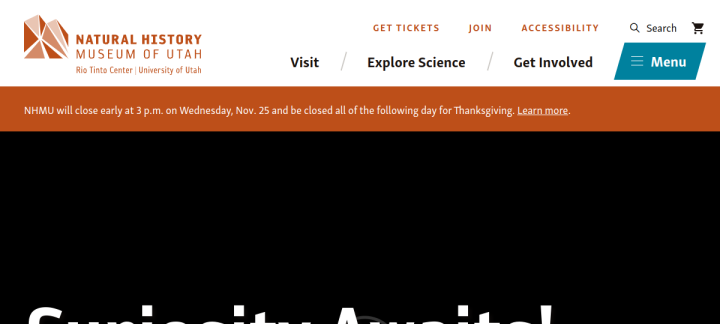 GET TICKETS JOIN ACCESSIBILITY Search
NATURAL HISTORY
MUSEUM OF UTAH
Rio Tinto Center | University of Utah
Visit / Explore Science / Get Involved Menu
NHMU will close early at 3 p.m. on Wednesday, Nov. 25 and be closed all of the following day for Thanksgiving. Learn more.
Curiosity Awaits!